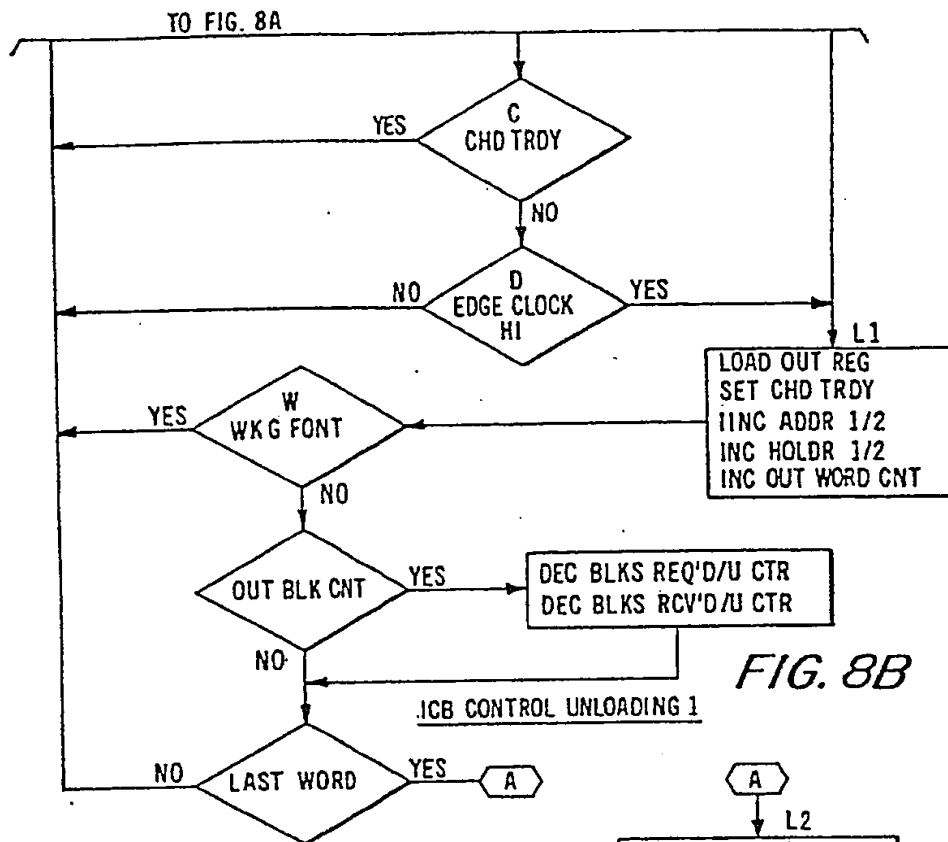 TO FIG. 8A
C
CHD TRDY
YES
NO
D
EDGE CLOCK
HI
NO
YES
L1
LOAD OUT REG
SET CHD TRDY
IINC ADDR 1/2
INC HOLDR 1/2
INC OUT WORD CNT
W
WKG FONT
YES
NO
OUT BLK CNT
YES
DEC BLKS REQ'D/U CTR
DEC BLKS RCV'D/U CTR
NO
FIG. 8B
ICB CONTROL UNLOADING 1
LAST WORD
NO
YES
A
A
L2